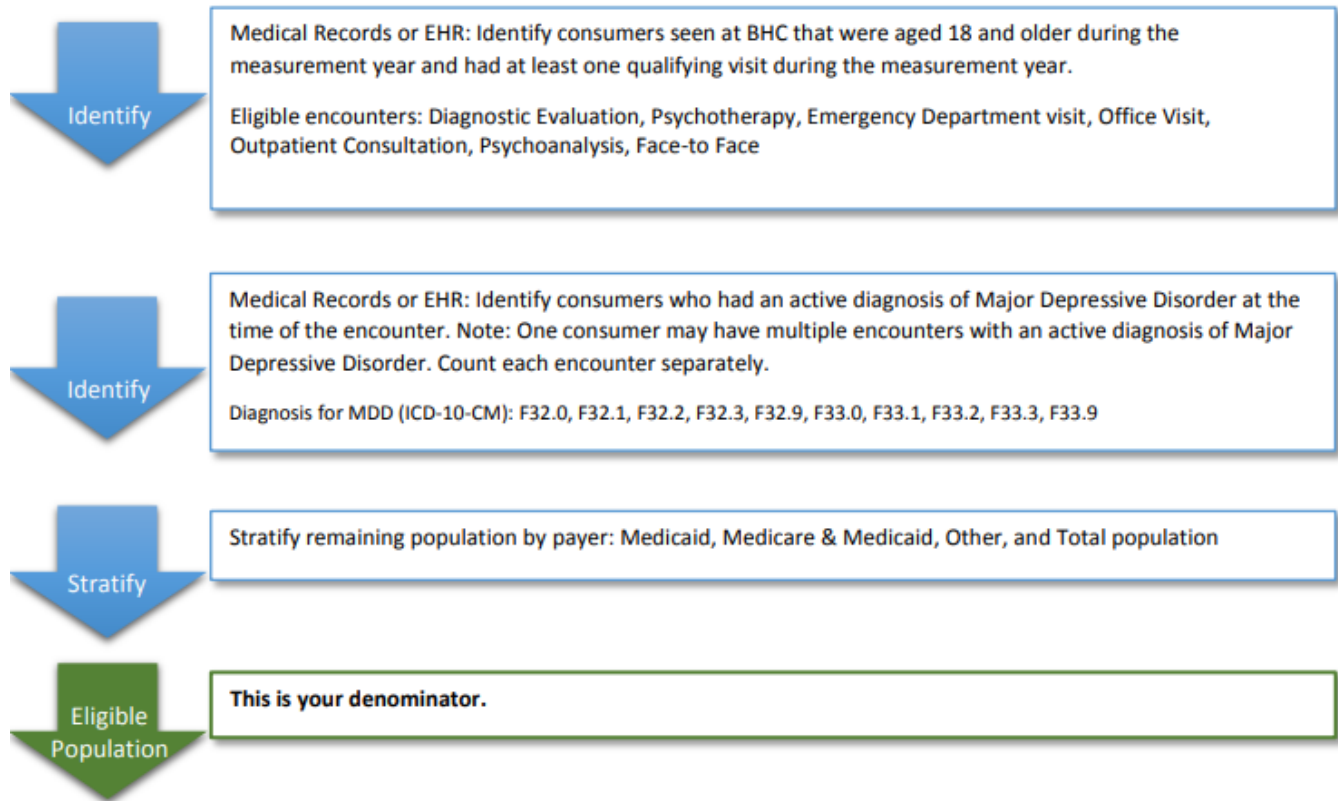 Identify
Medical Records or EHR: Identify consumers seen at BHC that were aged 18 and older during the
measurement year and had at least one qualifying visit during the measurement year.
Eligible encounters: Diagnostic Evaluation, Psychotherapy, Emergency Department visit, Office Visit,
Outpatient Consultation, Psychoanalysis, Face-to Face
Identify
Medical Records or EHR: Identify consumers who had an active diagnosis of Major Depressive Disorder at the
time of the encounter. Note: One consumer may have multiple encounters with an active diagnosis of Major
Depressive Disorder. Count each encounter separately.
Diagnosis for MDD (ICD-10-CM): F32.0, F32.1, F32.2, F32.3, F32.9, F33.0, F33.1, F33.2, F33.3, F33.9
Stratify
Stratify remaining population by payer: Medicaid, Medicare & Medicaid, Other, and Total population
Eligible
Population
This is your denominator.